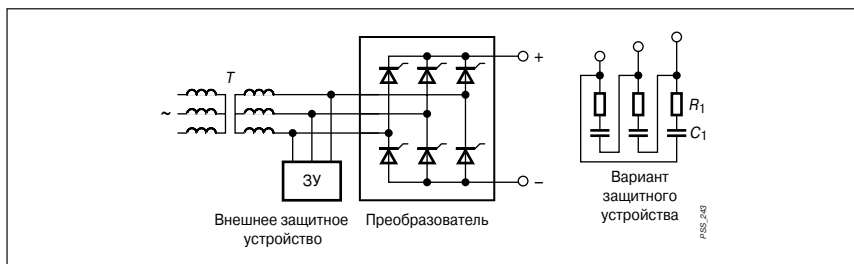 T
~
ЗУ
Внешнее защитное
устройство
Преобразователь
+
–
R1
C1
Вариант
защитного
устройства
PSS_243